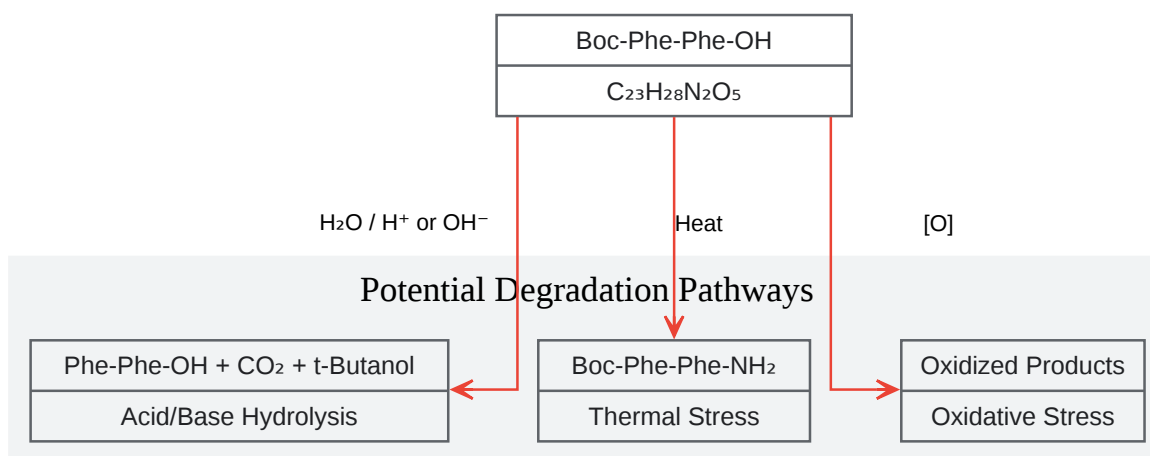 Boc-Phe-Phe-OH
C₂₃H₂₈N₂O₅
H₂O / H⁺ or OH⁻
Heat
[O]
Potential Degradation Pathways
Phe-Phe-OH + CO₂ + t-Butanol
Acid/Base Hydrolysis
Boc-Phe-Phe-NH₂
Thermal Stress
Oxidized Products
Oxidative Stress